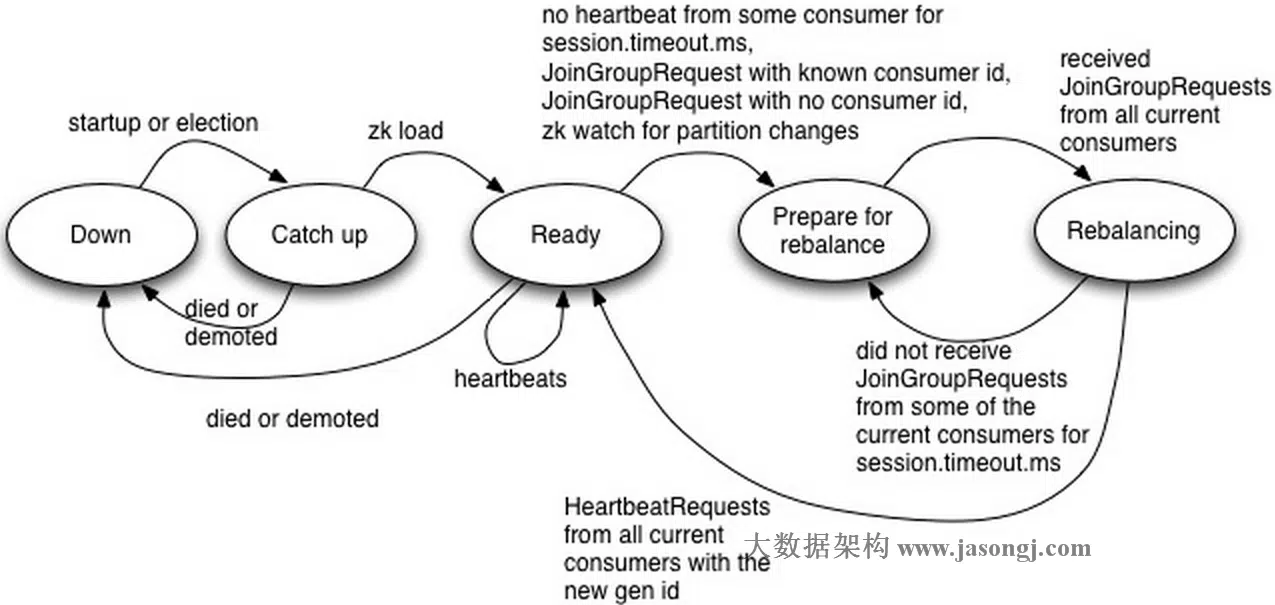 no heartbeat from some consumer for
session.timeout.ms,
JoinGroupRequest with known consumer id,
JoinGroupRequest with no consumer id,
zk watch for partition changes
received
JoinGroupRequests
from all current
consumers
startup or election
zk load
Down
Catch up
Ready
Prepare for
rebalance
Rebalancing
died or
demoted
heartbeats
died or demoted
did not receive
JoinGroupRequests
from some of the
current consumers for
session.timeout.ms
HeartbeatRequests
from all current
consumers with the
new gen id
大数据架构 www.jasongj.com